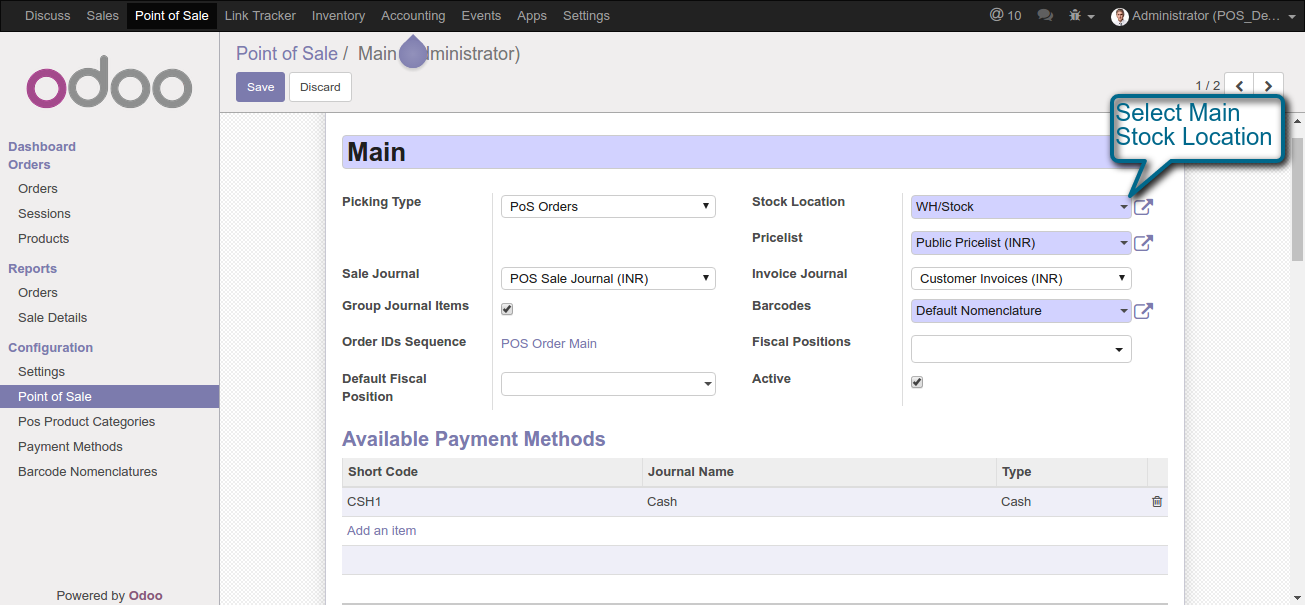 Discuss Sales Point of Sale Link Tracker Inventory Accounting Events Apps Settings @ 10 Administrator (POS_De...
odoo
Point of Sale / Main ministrator)
Save Discard
1 / 2
Select Main
Stock Location
Dashboard
Orders
Orders
Sessions
Products
Reports
Orders
Sale Details
Configuration
Settings
Point of Sale
Pos Product Categories
Payment Methods
Barcode Nomenclatures
Powered by Odoo
Main
Picking Type PoS Orders Stock Location WH/Stock
Pricelist Public Pricelist (INR)
Sale Journal POS Sale Journal (INR) Invoice Journal Customer Invoices (INR)
Group Journal Items Barcodes Default Nomenclature
Order IDs Sequence POS Order Main Fiscal Positions
Default Fiscal
Position
Active
Available Payment Methods
Short Code Journal Name Type
CSH1 Cash Cash
Add an item